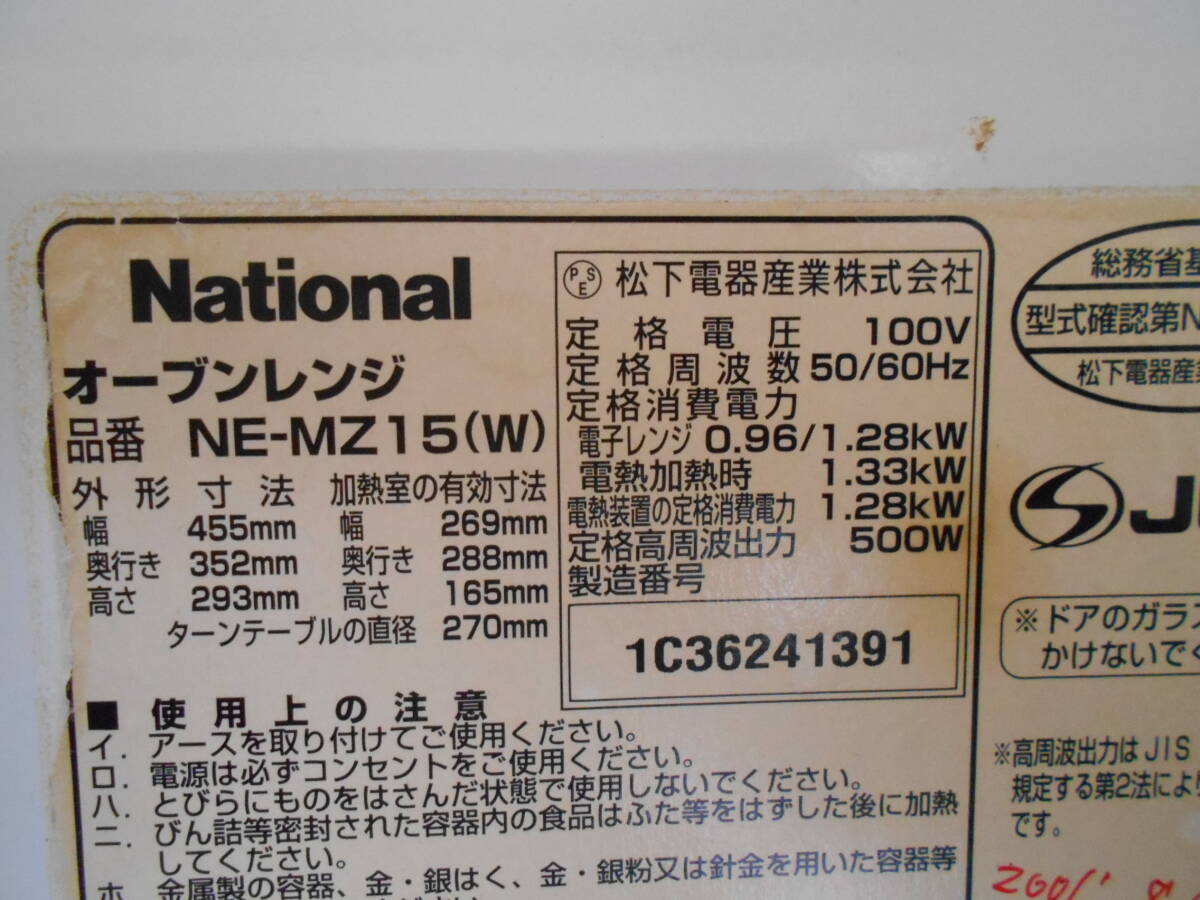 National
オーブンレンジ
品番 NE-MZ15(W)
外形寸法 加熱室の有効寸法
幅 455mm 幅 269mm
奥行き 352mm 奥行き 288mm
高さ 293mm 高さ 165mm
ターンテーブルの直径 270mm
PSE 松下電器産業株式会社
定格電圧 100V
定格周波数 50/60Hz
定格消費電力
電子レンジ 0.96/1.28kW
電熱加熱時 1.33kW
電熱装置の定格消費電力 1.28kW
定格高周波出力 500W
製造番号
1C36241391
■ 使用上の注意
イ. アースを取り付けてご使用ください。
ロ. 電源は必ずコンセントをご使用ください。
ハ. とびらにものをはさんだ状態で使用しないでください。
ニ. びん詰等密封された容器内の食品はふた等をはずした後に加熱
してください。
ホ 金属製の容器、金・銀はく、金・銀粉又は針金を用いた容器等
総務省基
型式確認第N
松下電器産業
JI
※ドアのガラス
かけないでく
※高周波出力はJIS
規定する第2法により
です。
2001'